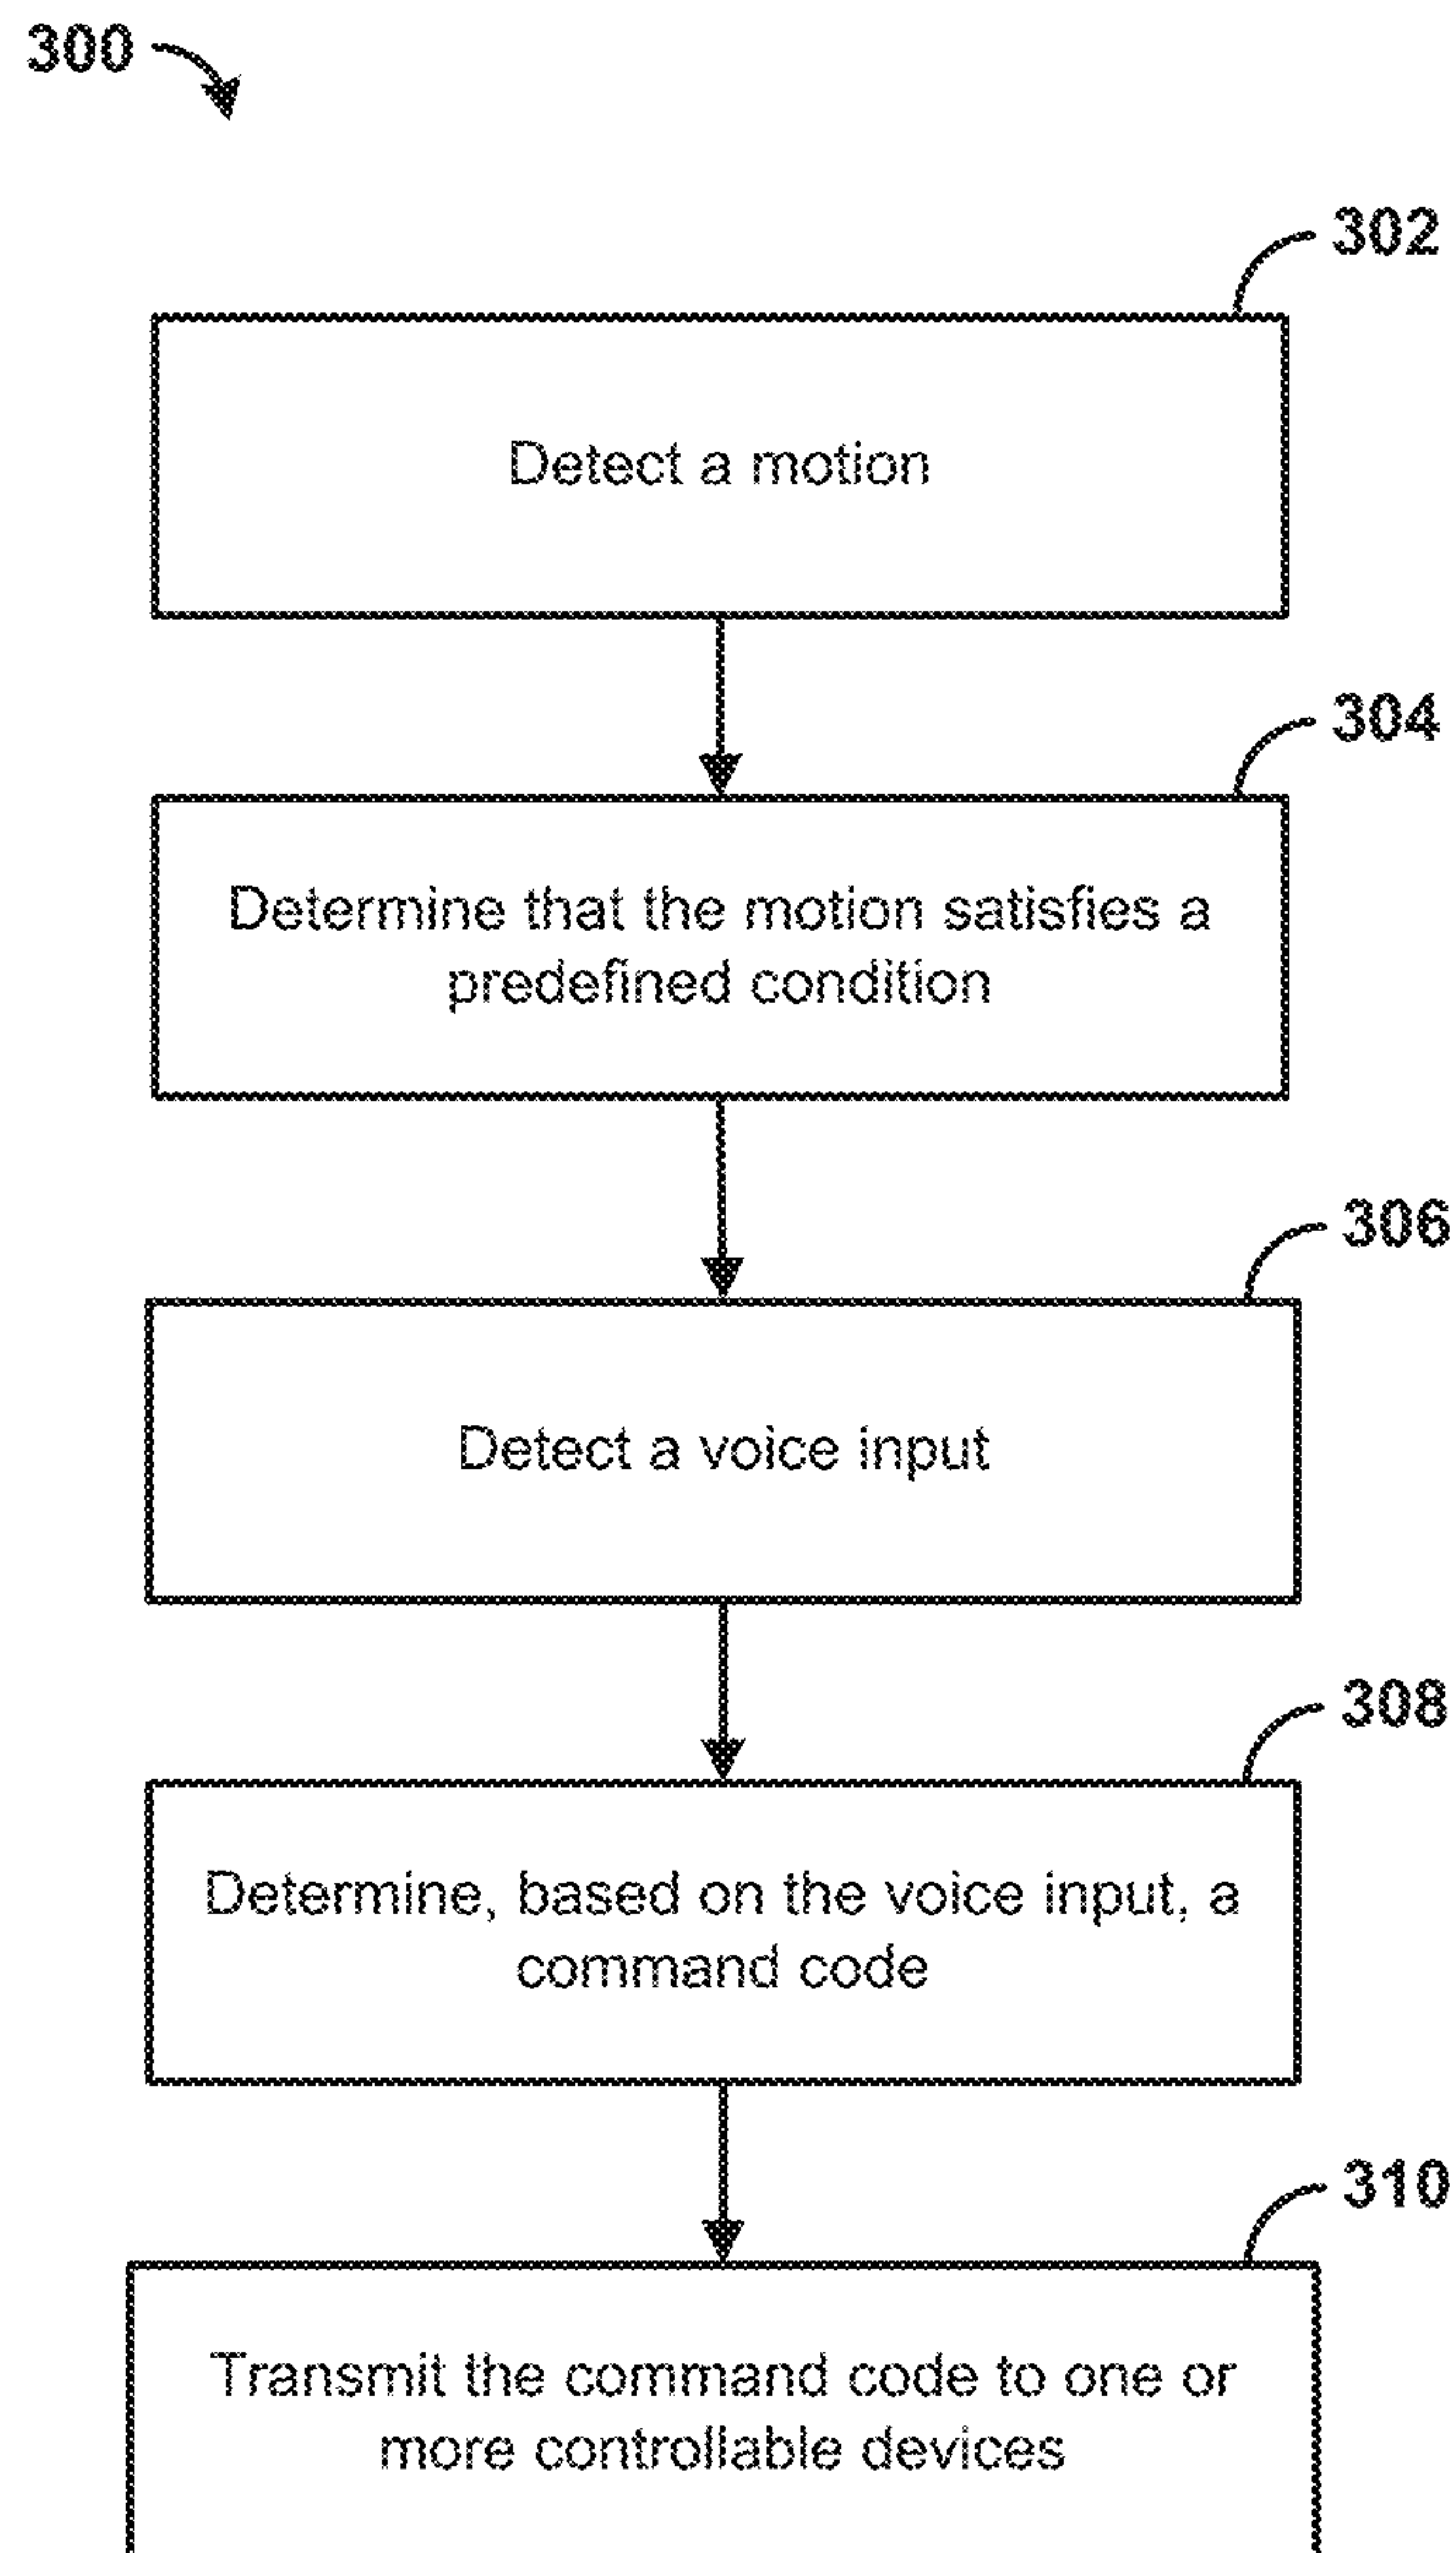 300
302
Detect a motion
304
Determine that the motion satisfies a
predefined condition
306
Detect a voice input
308
Determine, based on the voice input, a
command code
310
Transmit the command code to one or
more controllable devices